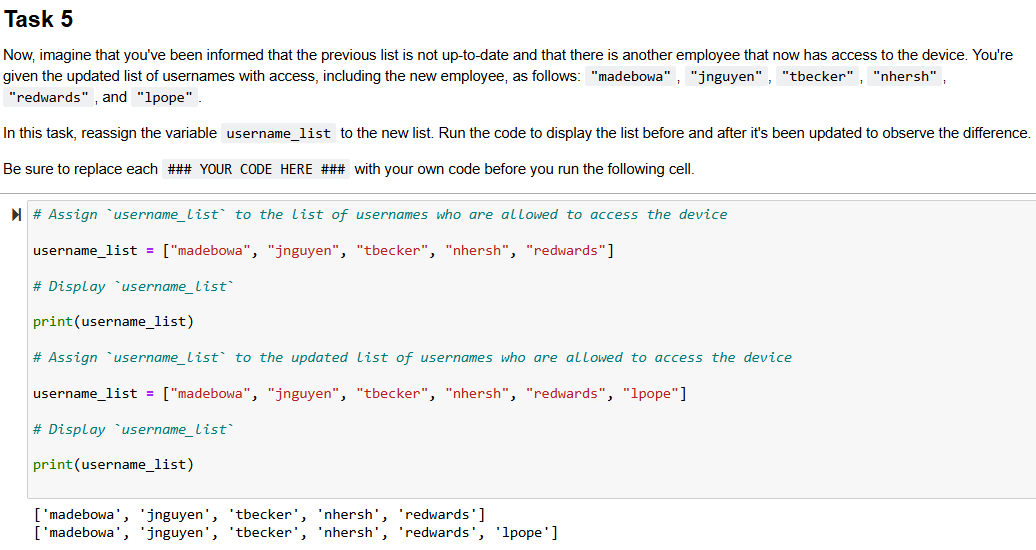 Task 5
Now, imagine that you've been informed that the previous list is not up-to-date and that there is another employee that now has access to the device. You're
given the updated list of usernames with access, including the new employee, as follows: "madebowa" , "jnguyen" , "tbecker" , "nhersh" ,
"redwards" , and "lpope" .
In this task, reassign the variable username_list to the new list. Run the code to display the list before and after it's been updated to observe the difference.
Be sure to replace each ### YOUR CODE HERE ### with your own code before you run the following cell.
# Assign `username_list` to the list of usernames who are allowed to access the device
username_list = ["madebowa", "jnguyen", "tbecker", "nhersh", "redwards"]
# Display `username_list`
print(username_list)
# Assign `username_list` to the updated list of usernames who are allowed to access the device
username_list = ["madebowa", "jnguyen", "tbecker", "nhersh", "redwards", "lpope"]
# Display `username_list`
print(username_list)
['madebowa', 'jnguyen', 'tbecker', 'nhersh', 'redwards']
['madebowa', 'jnguyen', 'tbecker', 'nhersh', 'redwards', 'lpope']